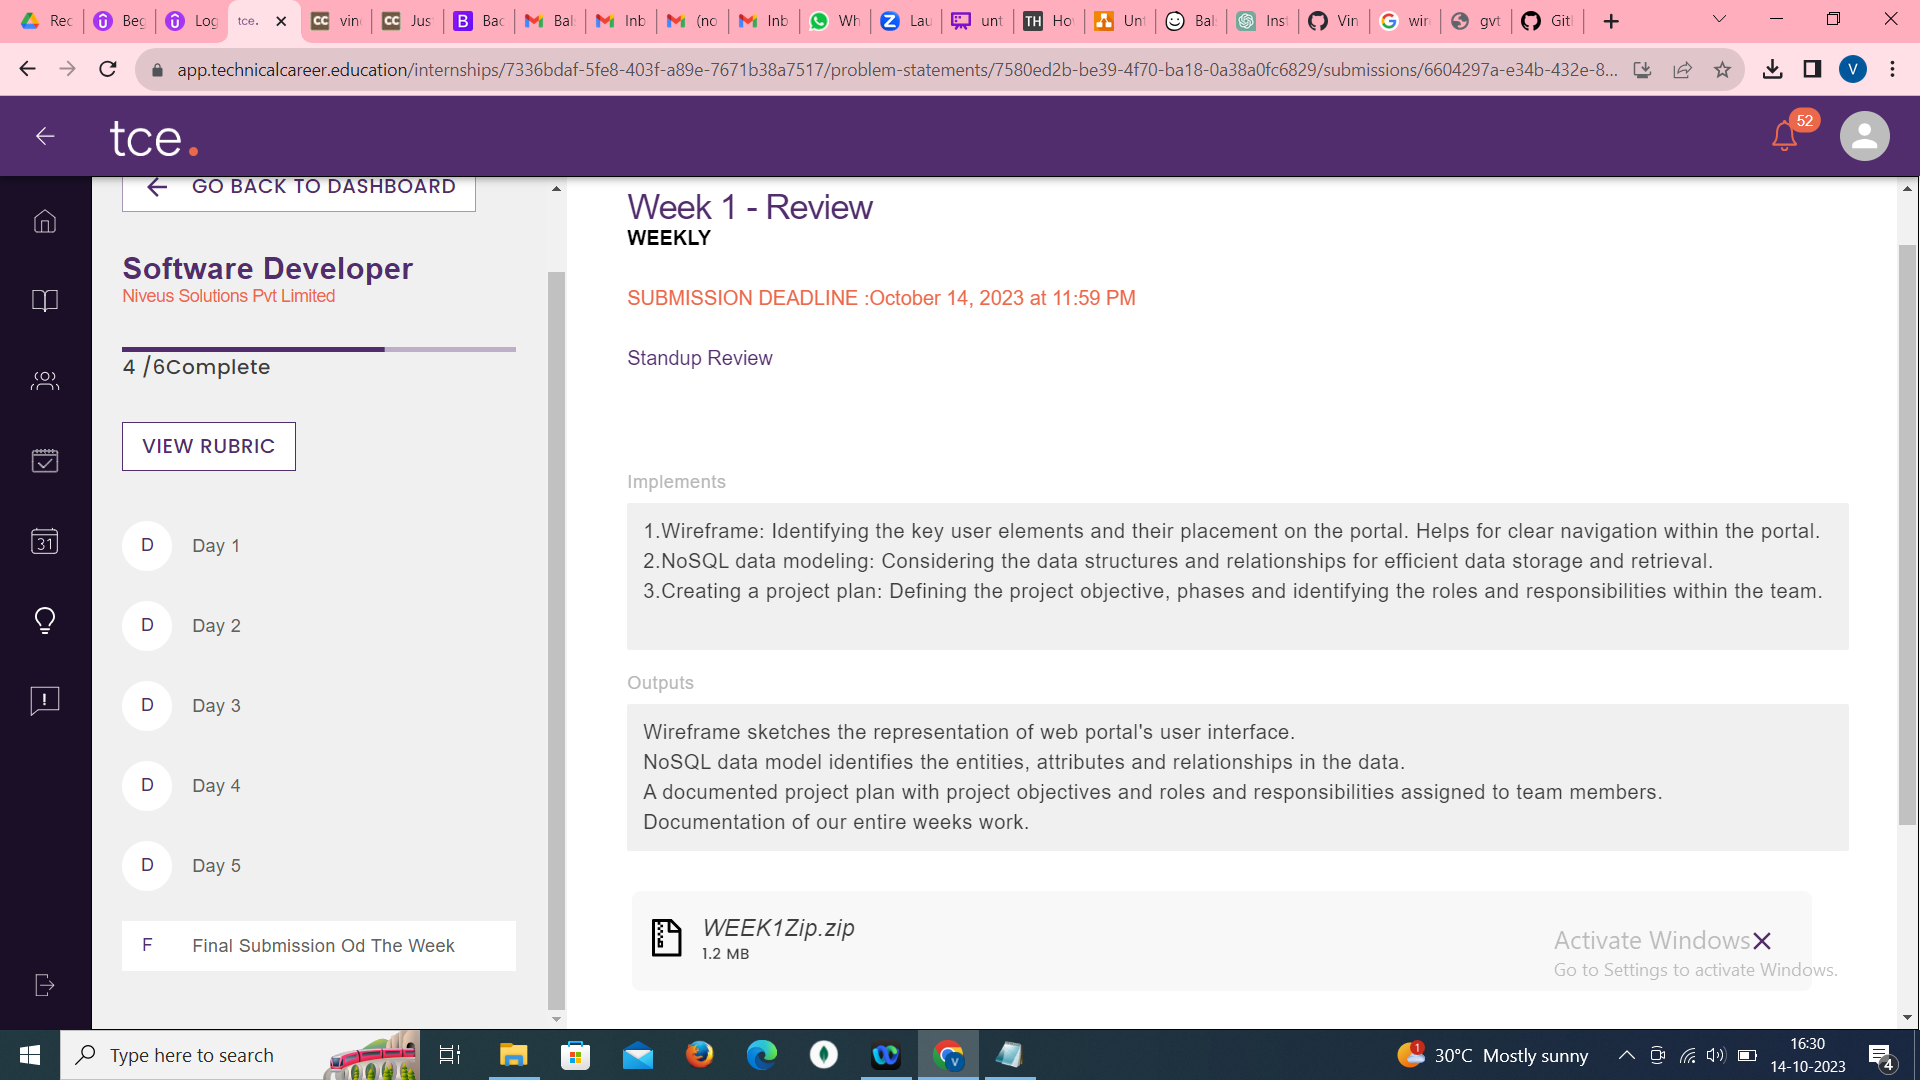 Rec
Beg
Log
tce.
vin
Jus
Bac
Bal
Inb
(no
Inb
Wh
Lau
unt
Ho
Unt
Bal
Inst
Vin
wire
gvt
Git
app.technicalcareer.education/internships/7336bdaf-5fe8-403f-a89e-7671b38a7517/problem-statements/7580ed2b-be39-4f70-ba18-0a38a0fc6829/submissions/6604297a-e34b-432e-8...
V
tce.
52
GO BACK TO DASHBOARD
Software Developer
Niveus Solutions Pvt Limited
4 /6Complete
VIEW RUBRIC
D Day 1
D Day 2
D Day 3
D Day 4
D Day 5
F Final Submission Od The Week
31
Week 1 - Review
WEEKLY
SUBMISSION DEADLINE :October 14, 2023 at 11:59 PM
Standup Review
Implements
1.Wireframe: Identifying the key user elements and their placement on the portal. Helps for clear navigation within the portal.
2.NoSQL data modeling: Considering the data structures and relationships for efficient data storage and retrieval.
3.Creating a project plan: Defining the project objective, phases and identifying the roles and responsibilities within the team.
Outputs
Wireframe sketches the representation of web portal's user interface.
NoSQL data model identifies the entities, attributes and relationships in the data.
A documented project plan with project objectives and roles and responsibilities assigned to team members.
Documentation of our entire weeks work.
WEEK1Zip.zip
1.2 MB
Activate Windows
Go to Settings to activate Windows.
Type here to search
1
30°C Mostly sunny
16:30
14-10-2023
4